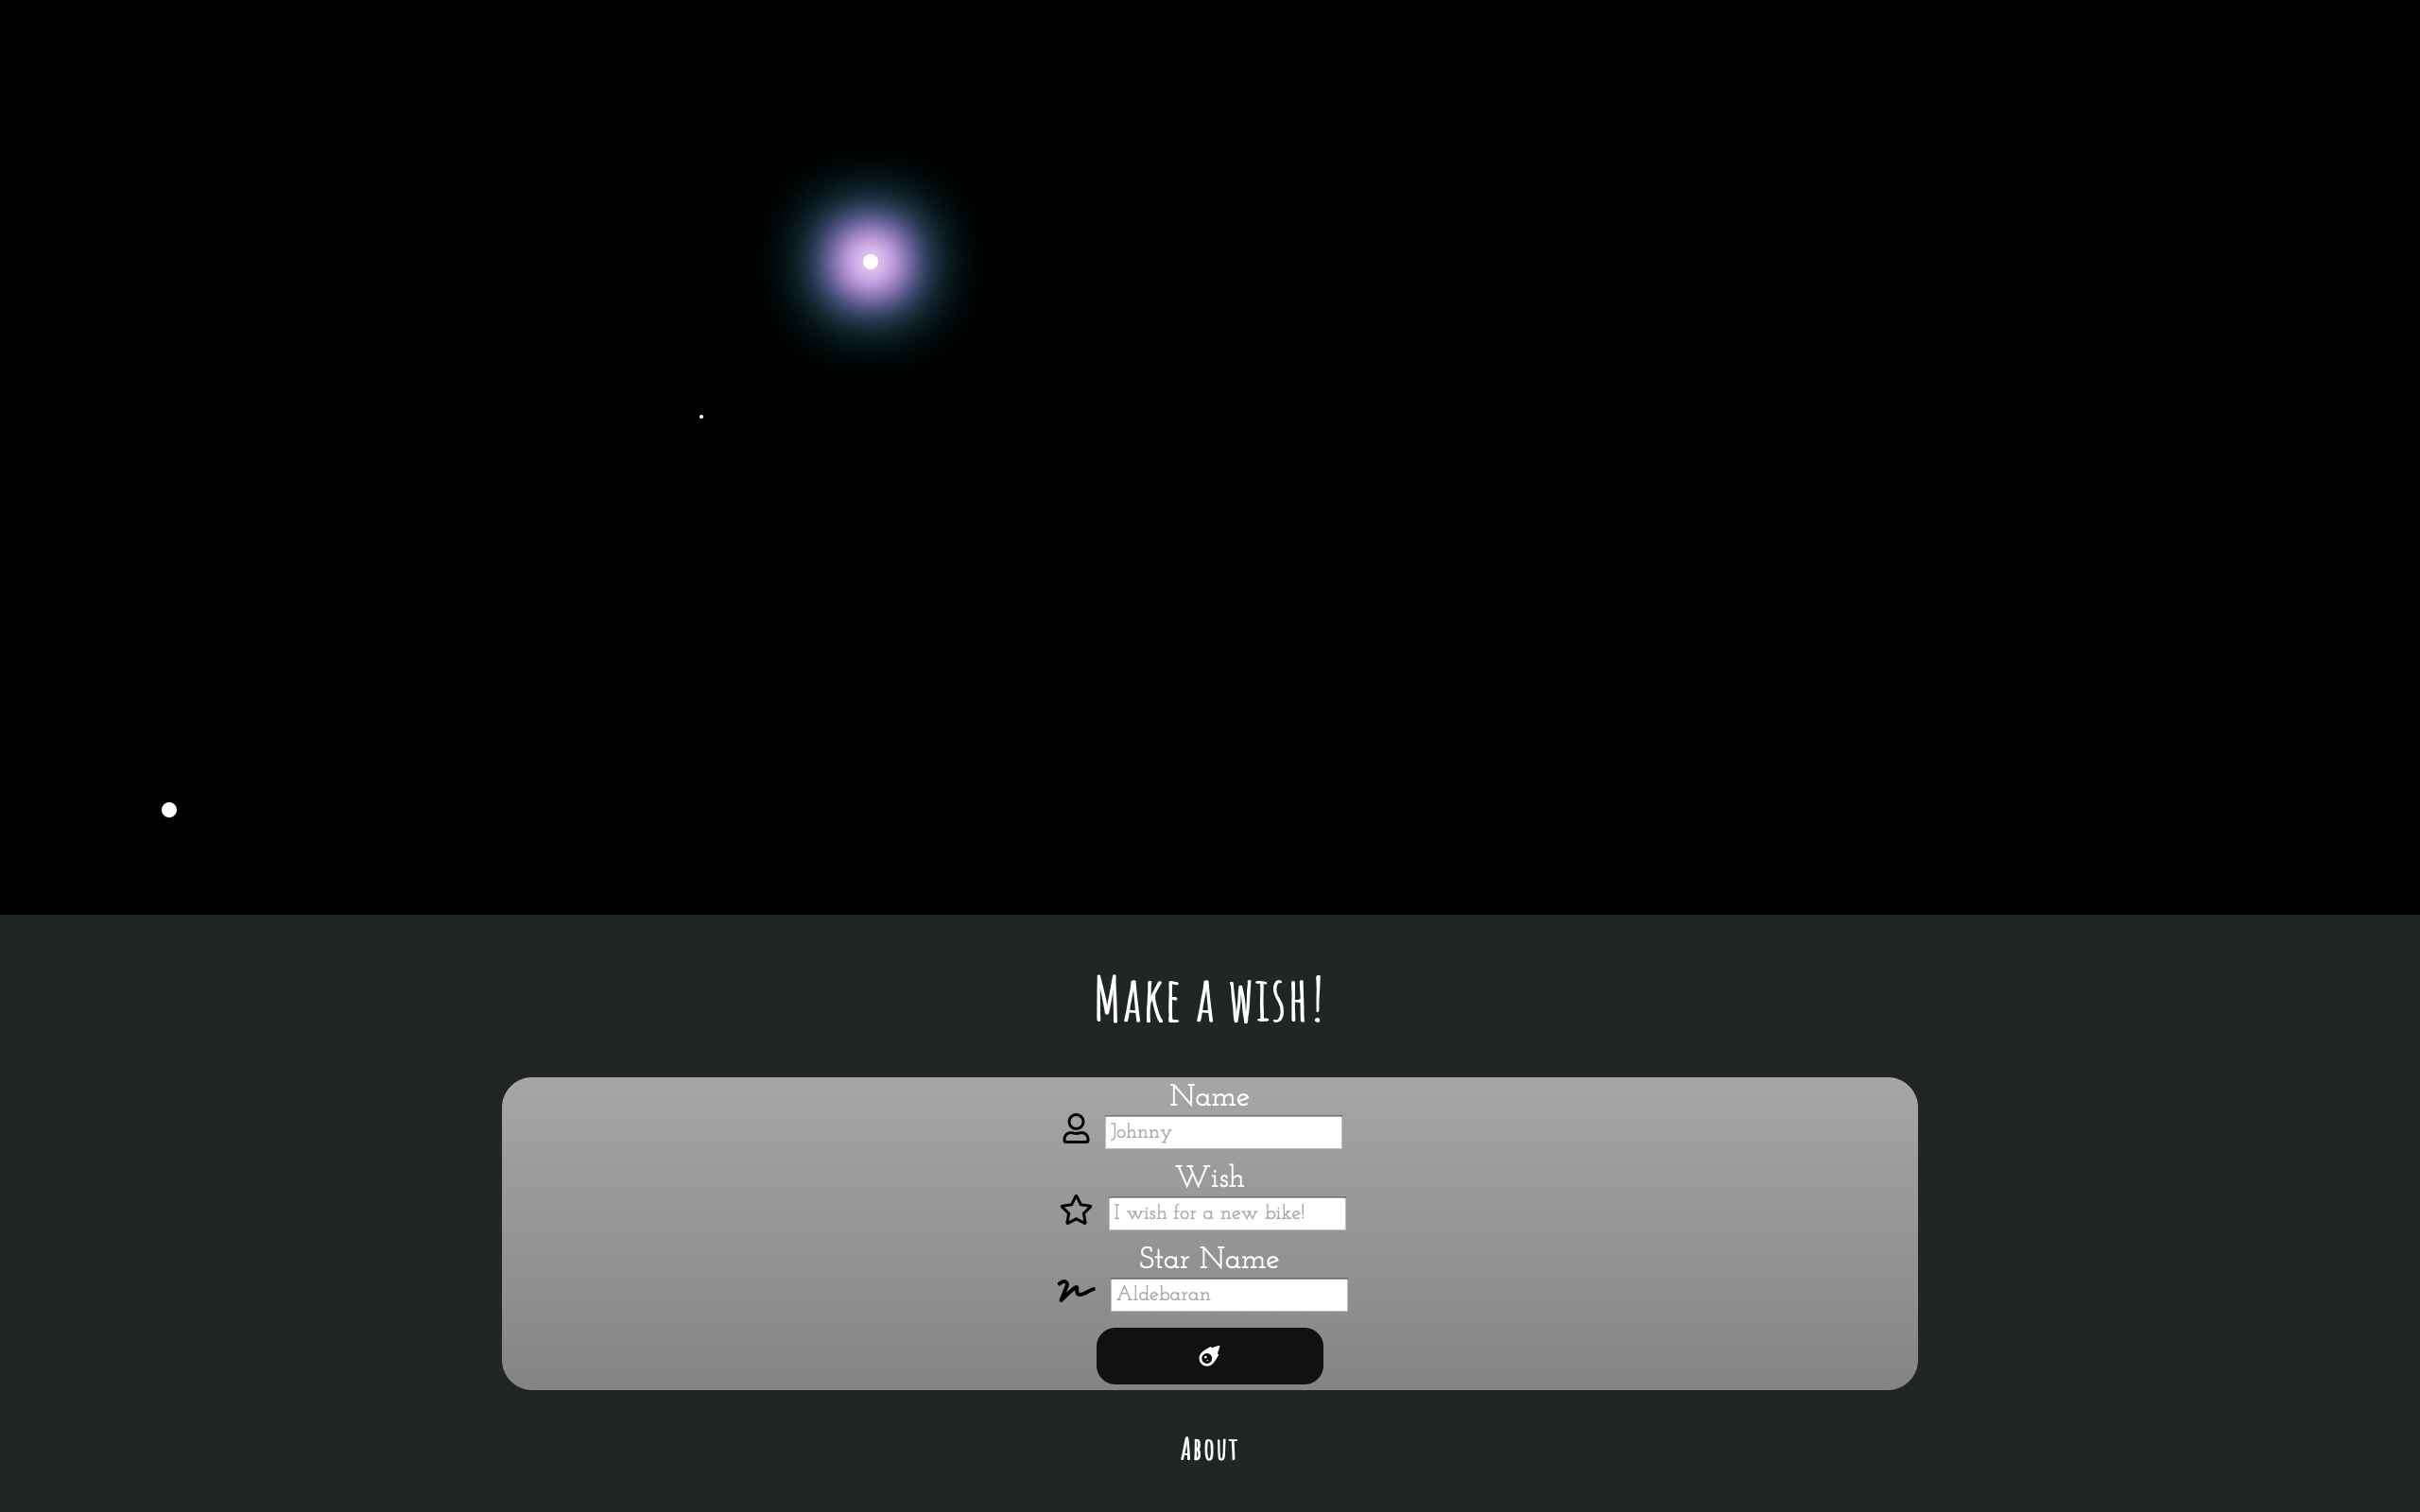 Make a wish!
Name
Johnny
Wish
I wish for a new bike!
Star Name
Aldebaran
About